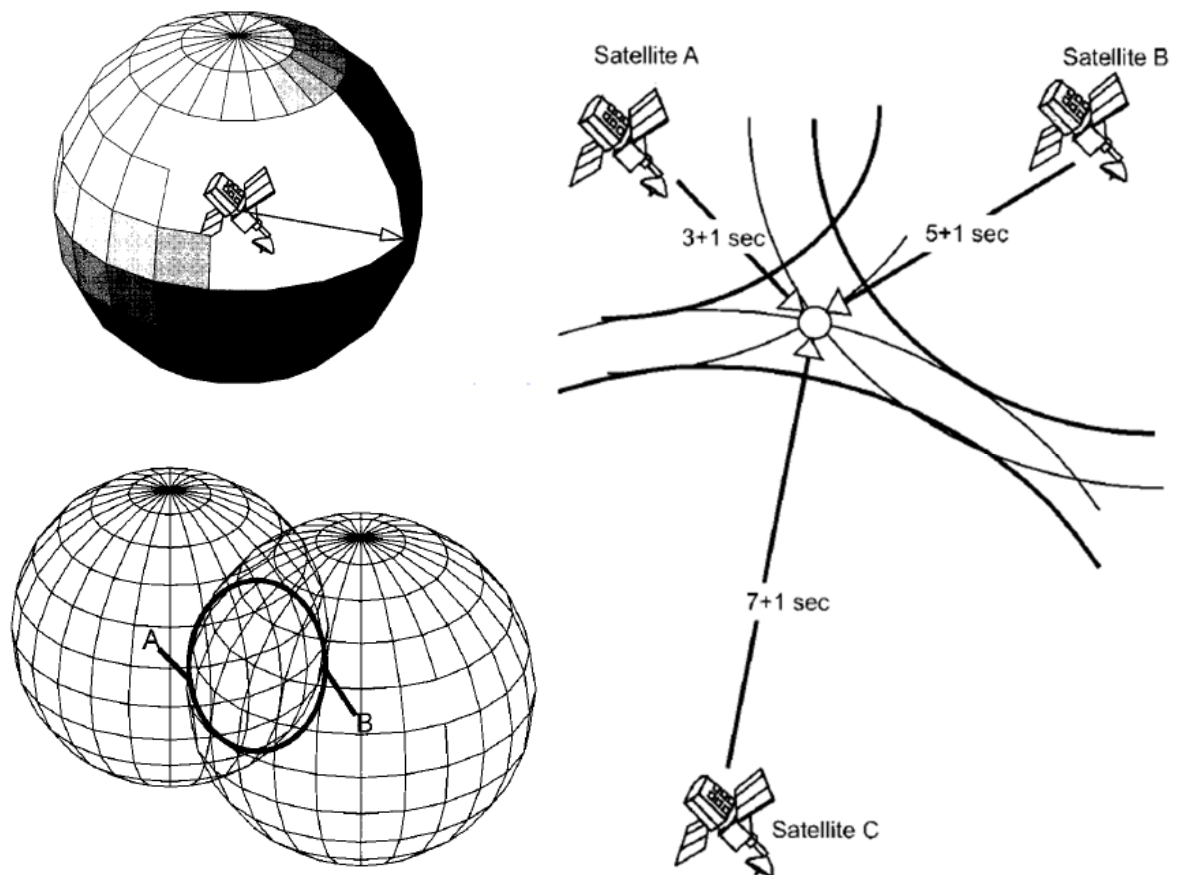 Satellite A
Satellite B
3+1 sec
5+1 sec
A
B
7+1 sec
Satellite C